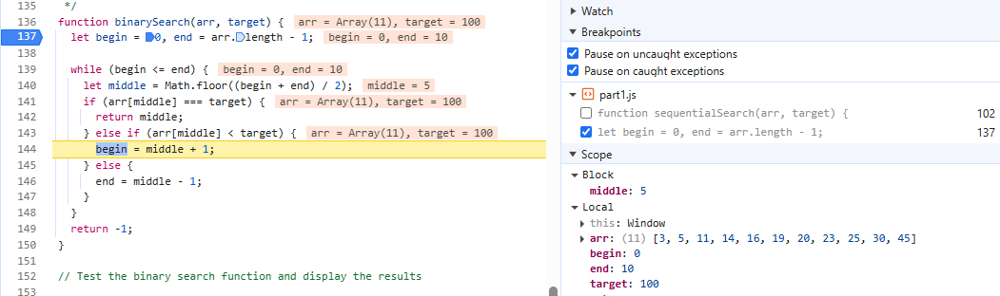 135 */
136 function binarySearch(arr, target) { arr = Array(11), target = 100
137 let begin = 0, end = arr.length - 1; begin = 0, end = 10
138
139 while (begin <= end) { begin = 0, end = 10
140 let middle = Math.floor((begin + end) / 2); middle = 5
141 if (arr[middle] === target) { arr = Array(11), target = 100
142 return middle;
143 } else if (arr[middle] < target) { arr = Array(11), target = 100
144 begin = middle + 1;
145 } else {
146 end = middle - 1;
147 }
148 }
149 return -1;
150 }
151
152 // Test the binary search function and display the results
153
Watch
Breakpoints
Pause on uncaught exceptions
Pause on caught exceptions
part1.js
function sequentialSearch(arr, target) { 102
let begin = 0, end = arr.length - 1; 137
Scope
Block
middle: 5
Local
this: Window
arr: (11) [3, 5, 11, 14, 16, 19, 20, 23, 25, 30, 45]
begin: 0
end: 10
target: 100